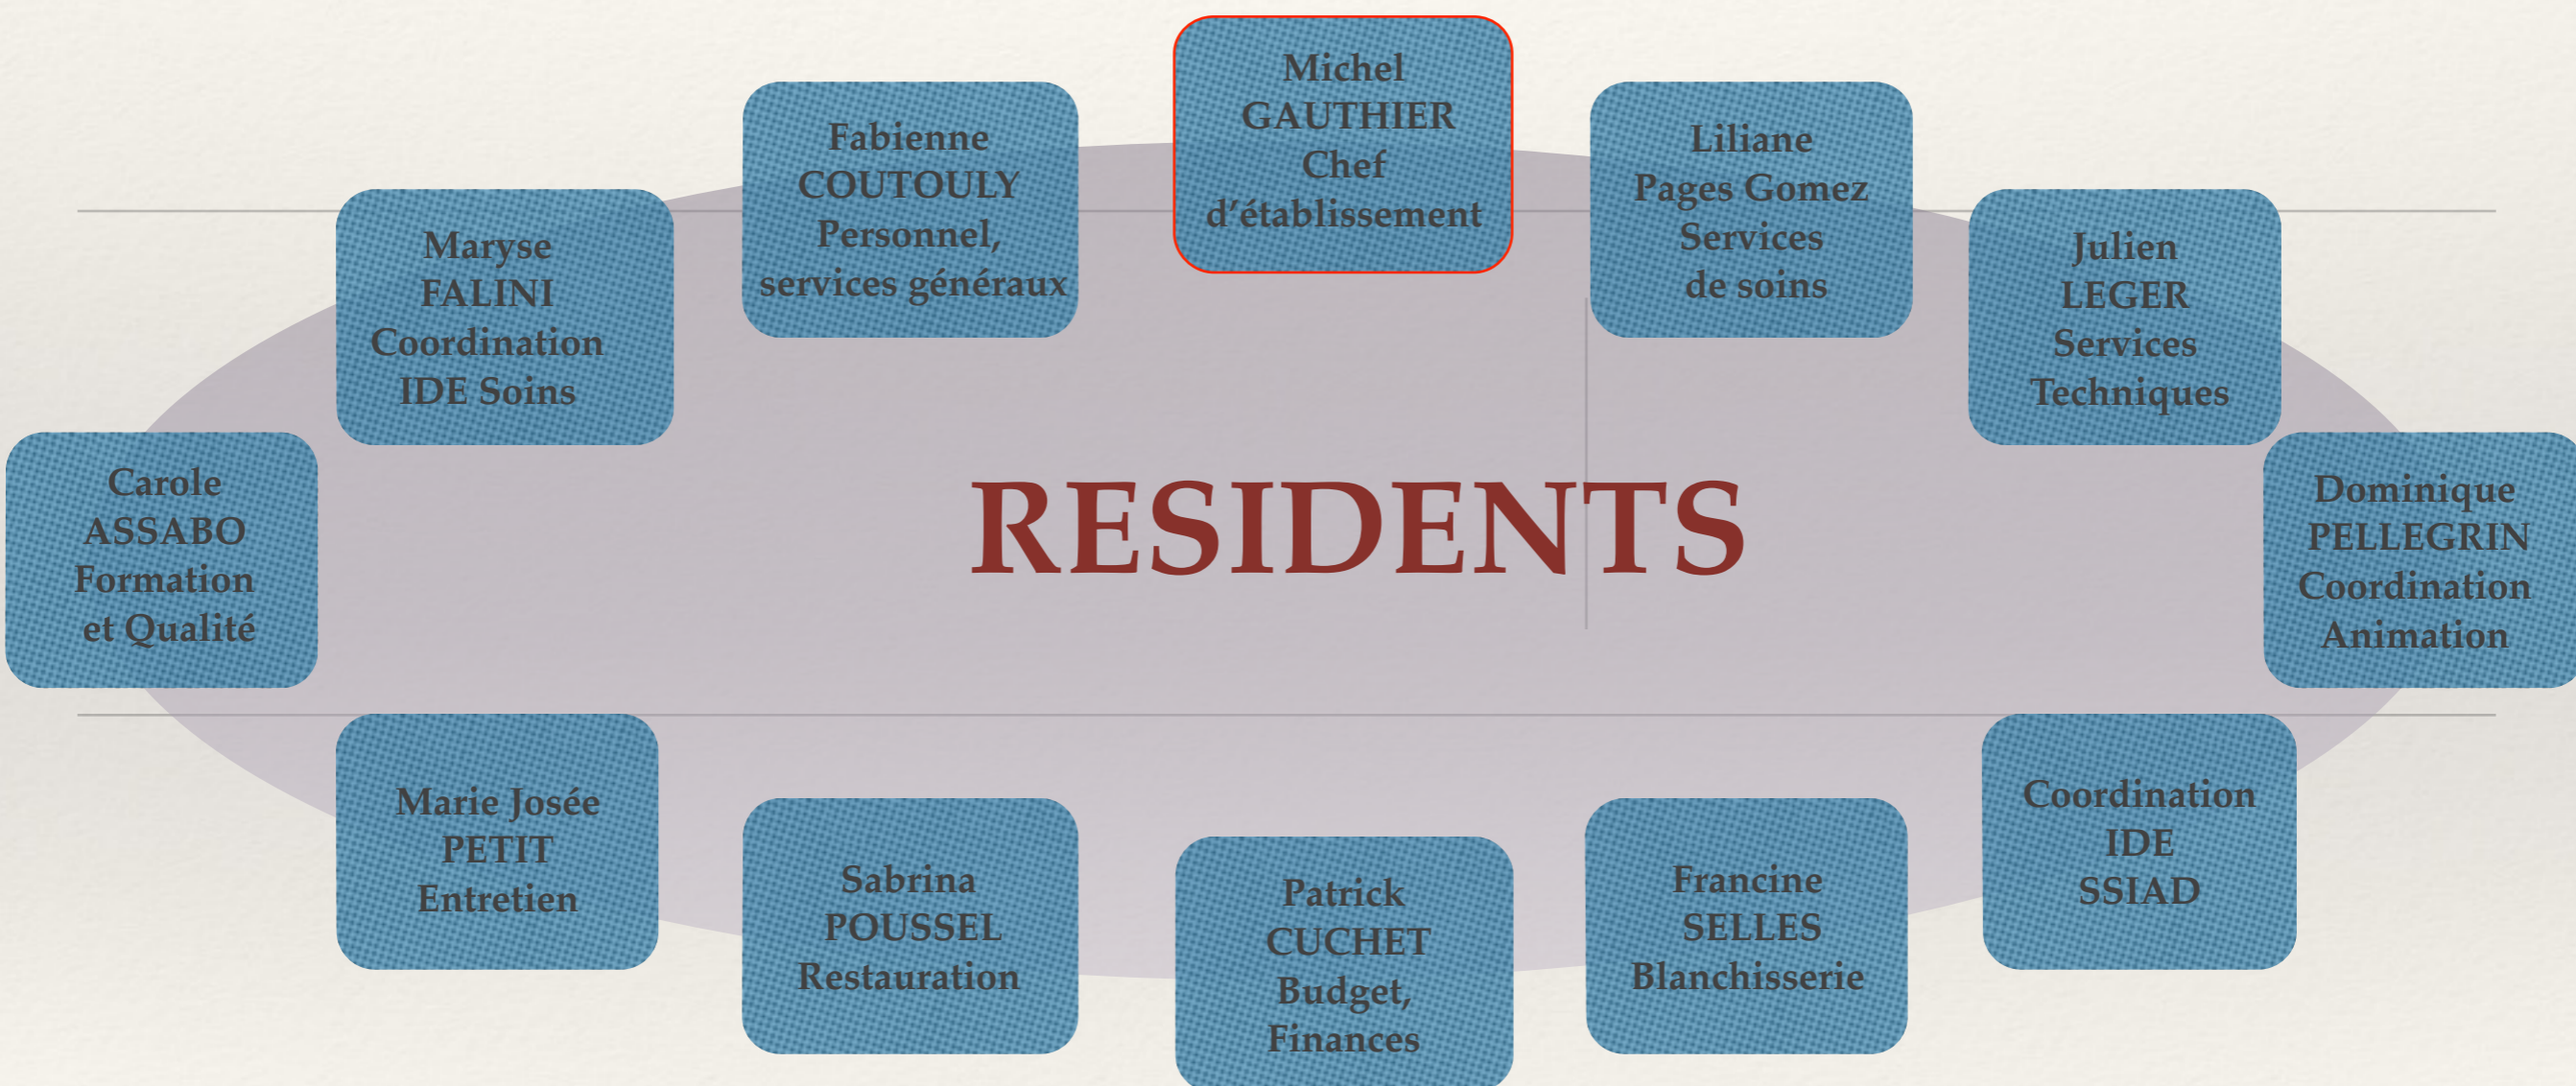 Michel
GAUTHIER
Chef
d’établissement
Fabienne
COUTOULY
Personnel,
services généraux
Liliane
Pages Gomez
Services
de soins
Maryse
FALINI
Coordination
IDE Soins
Julien
LEGER
Services
Techniques
Carole
ASSABO
Formation
et Qualité
RESIDENTS
Dominique
PELLEGRIN
Coordination
Animation
Marie Josée
PETIT
Entretien
Sabrina
POUSSEL
Restauration
Patrick
CUCHET
Budget,
Finances
Francine
SELLES
Blanchisserie
Coordination
IDE
SSIAD